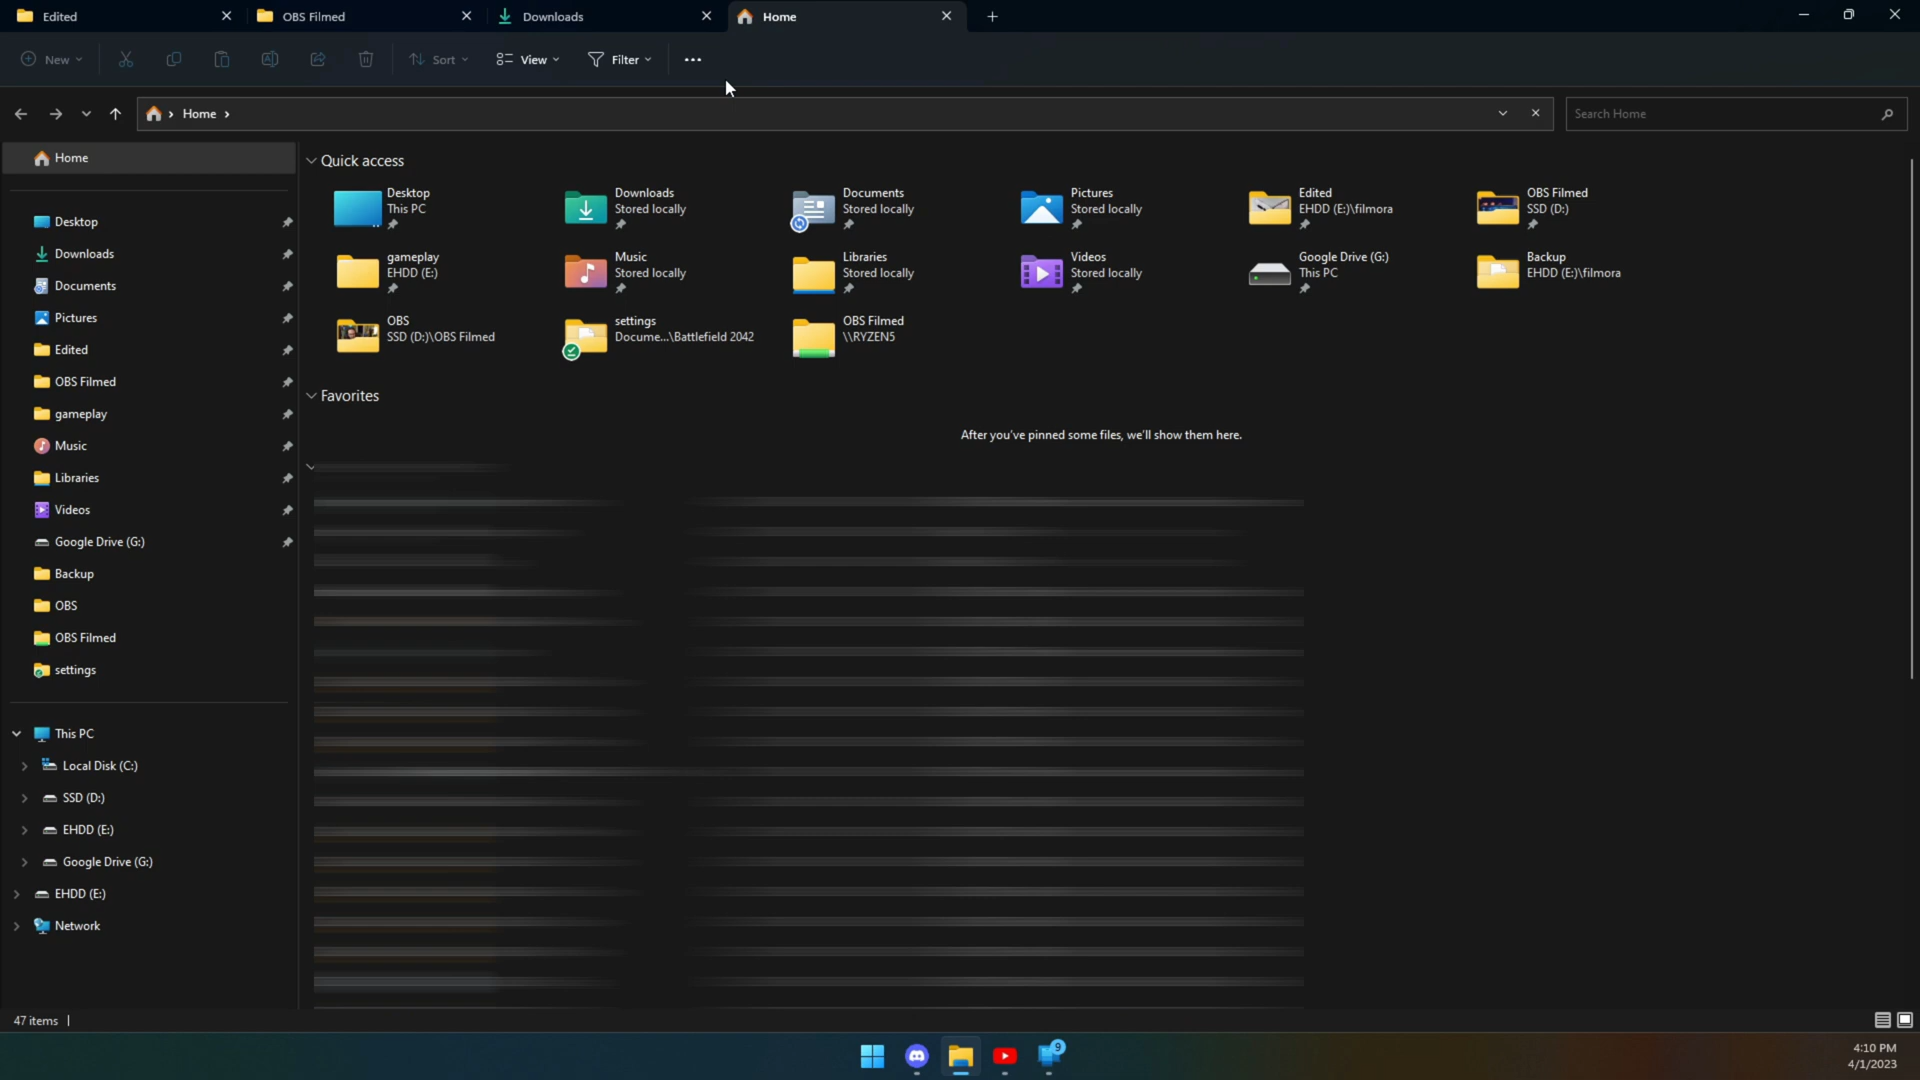 Edited
OBS Filmed
Downloads
Home
New
Sort
View
Filter
Home
Search Home
Home
Desktop
Downloads
Documents
Pictures
Edited
OBS Filmed
gameplay
Music
Libraries
Videos
Google Drive (G:)
Backup
OBS
OBS Filmed
settings
This PC
Local Disk (C:)
SSD (D:)
EHDD (E:)
Google Drive (G:)
EHDD (E:)
Network
Quick access
Desktop
This PC
Downloads
Stored locally
Documents
Stored locally
Pictures
Stored locally
Edited
EHDD (E:)\filmora
OBS Filmed
SSD (D:)
gameplay
EHDD (E:)
Music
Stored locally
Libraries
Stored locally
Videos
Stored locally
Google Drive (G:)
This PC
Backup
EHDD (E:)\filmora
OBS
SSD (D:)\OBS Filmed
settings
Docume...\Battlefield 2042
OBS Filmed
\\RYZEN5
Favorites
After you've pinned some files, we'll show them here.
47 items
9
4:10 PM
4/1/2023